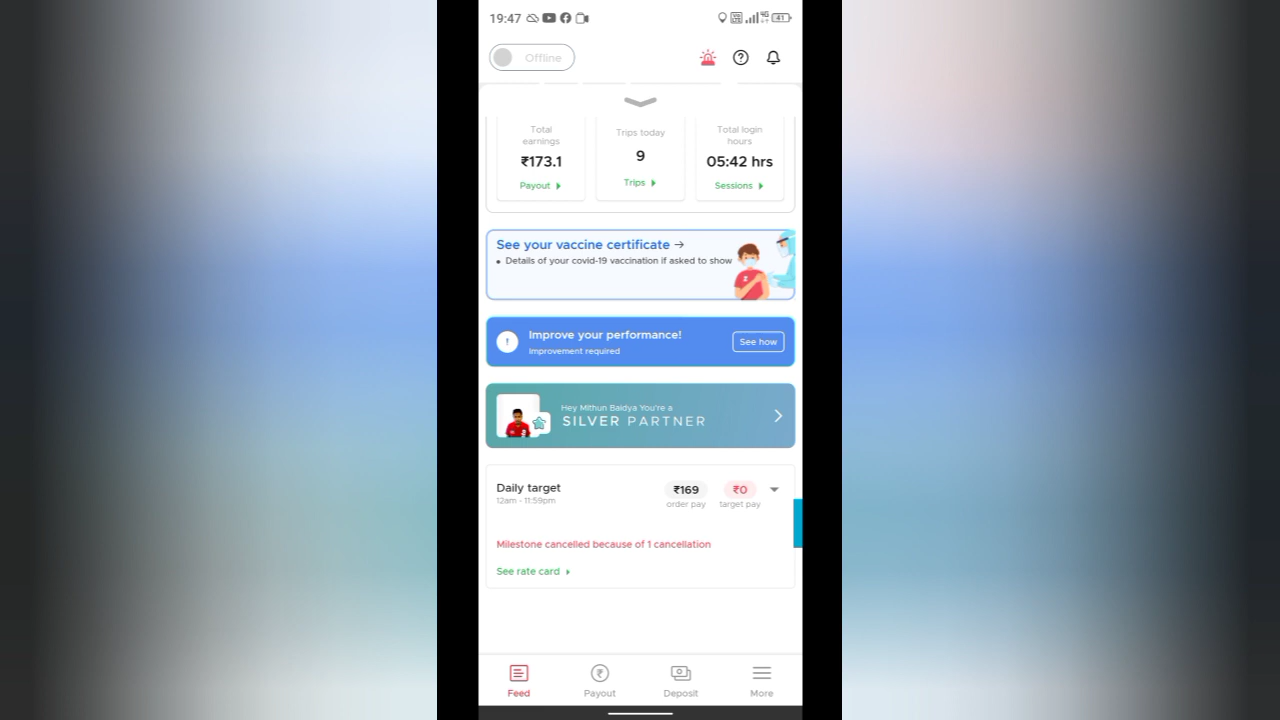 19:47
4G
41
Offline
Total earnings
₹173.1
Payout
Trips today
9
Trips
Total login hours
05:42 hrs
Sessions
See your vaccine certificate →
• Details of your covid-19 vaccination if asked to show
Improve your performance!
Improvement required
See how
Hey Mithun Baidya You're a
SILVER PARTNER
Daily target
12am - 11:59pm
₹169
order pay
₹0
target pay
Milestone cancelled because of 1 cancellation
See rate card
Feed
Payout
Deposit
More